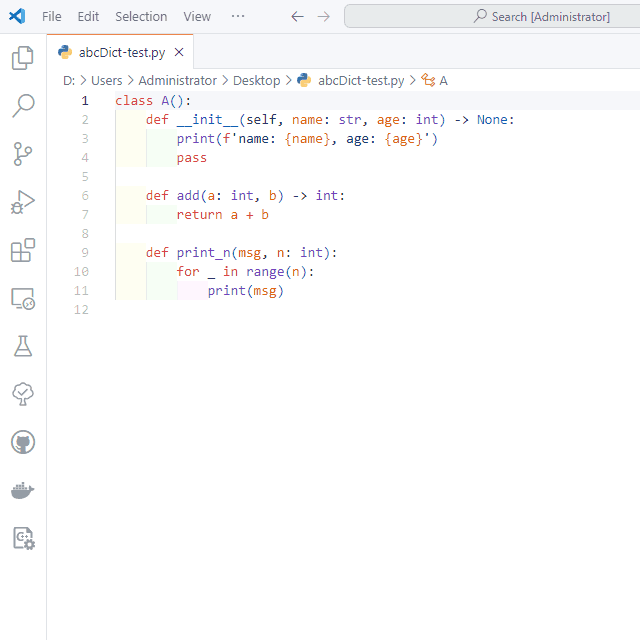 File Edit Selection View ··· Search [Administrator]
abcDict-test.py
D: > Users > Administrator > Desktop > abcDict-test.py > A
1 class A():
2     def __init__(self, name: str, age: int) -> None:
3         print(f'name: {name}, age: {age}')
4         pass
5
6     def add(a: int, b) -> int:
7         return a + b
8
9     def print_n(msg, n: int):
10         for _ in range(n):
11             print(msg)
12